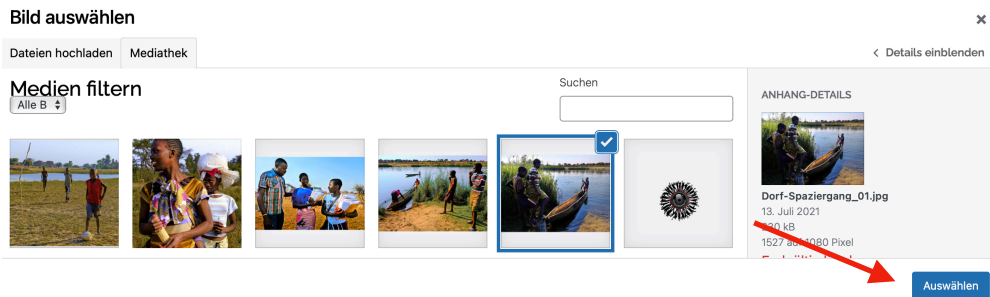 Bild auswählen
Dateien hochladen
Mediathek
Details einblenden
Medien filtern
Alle B
Suchen
ANHANG-DETAILS
Dorf-Spaziergang_01.jpg
13. Juli 2021
kB
1527 auf 1080 Pixel
Auswählen